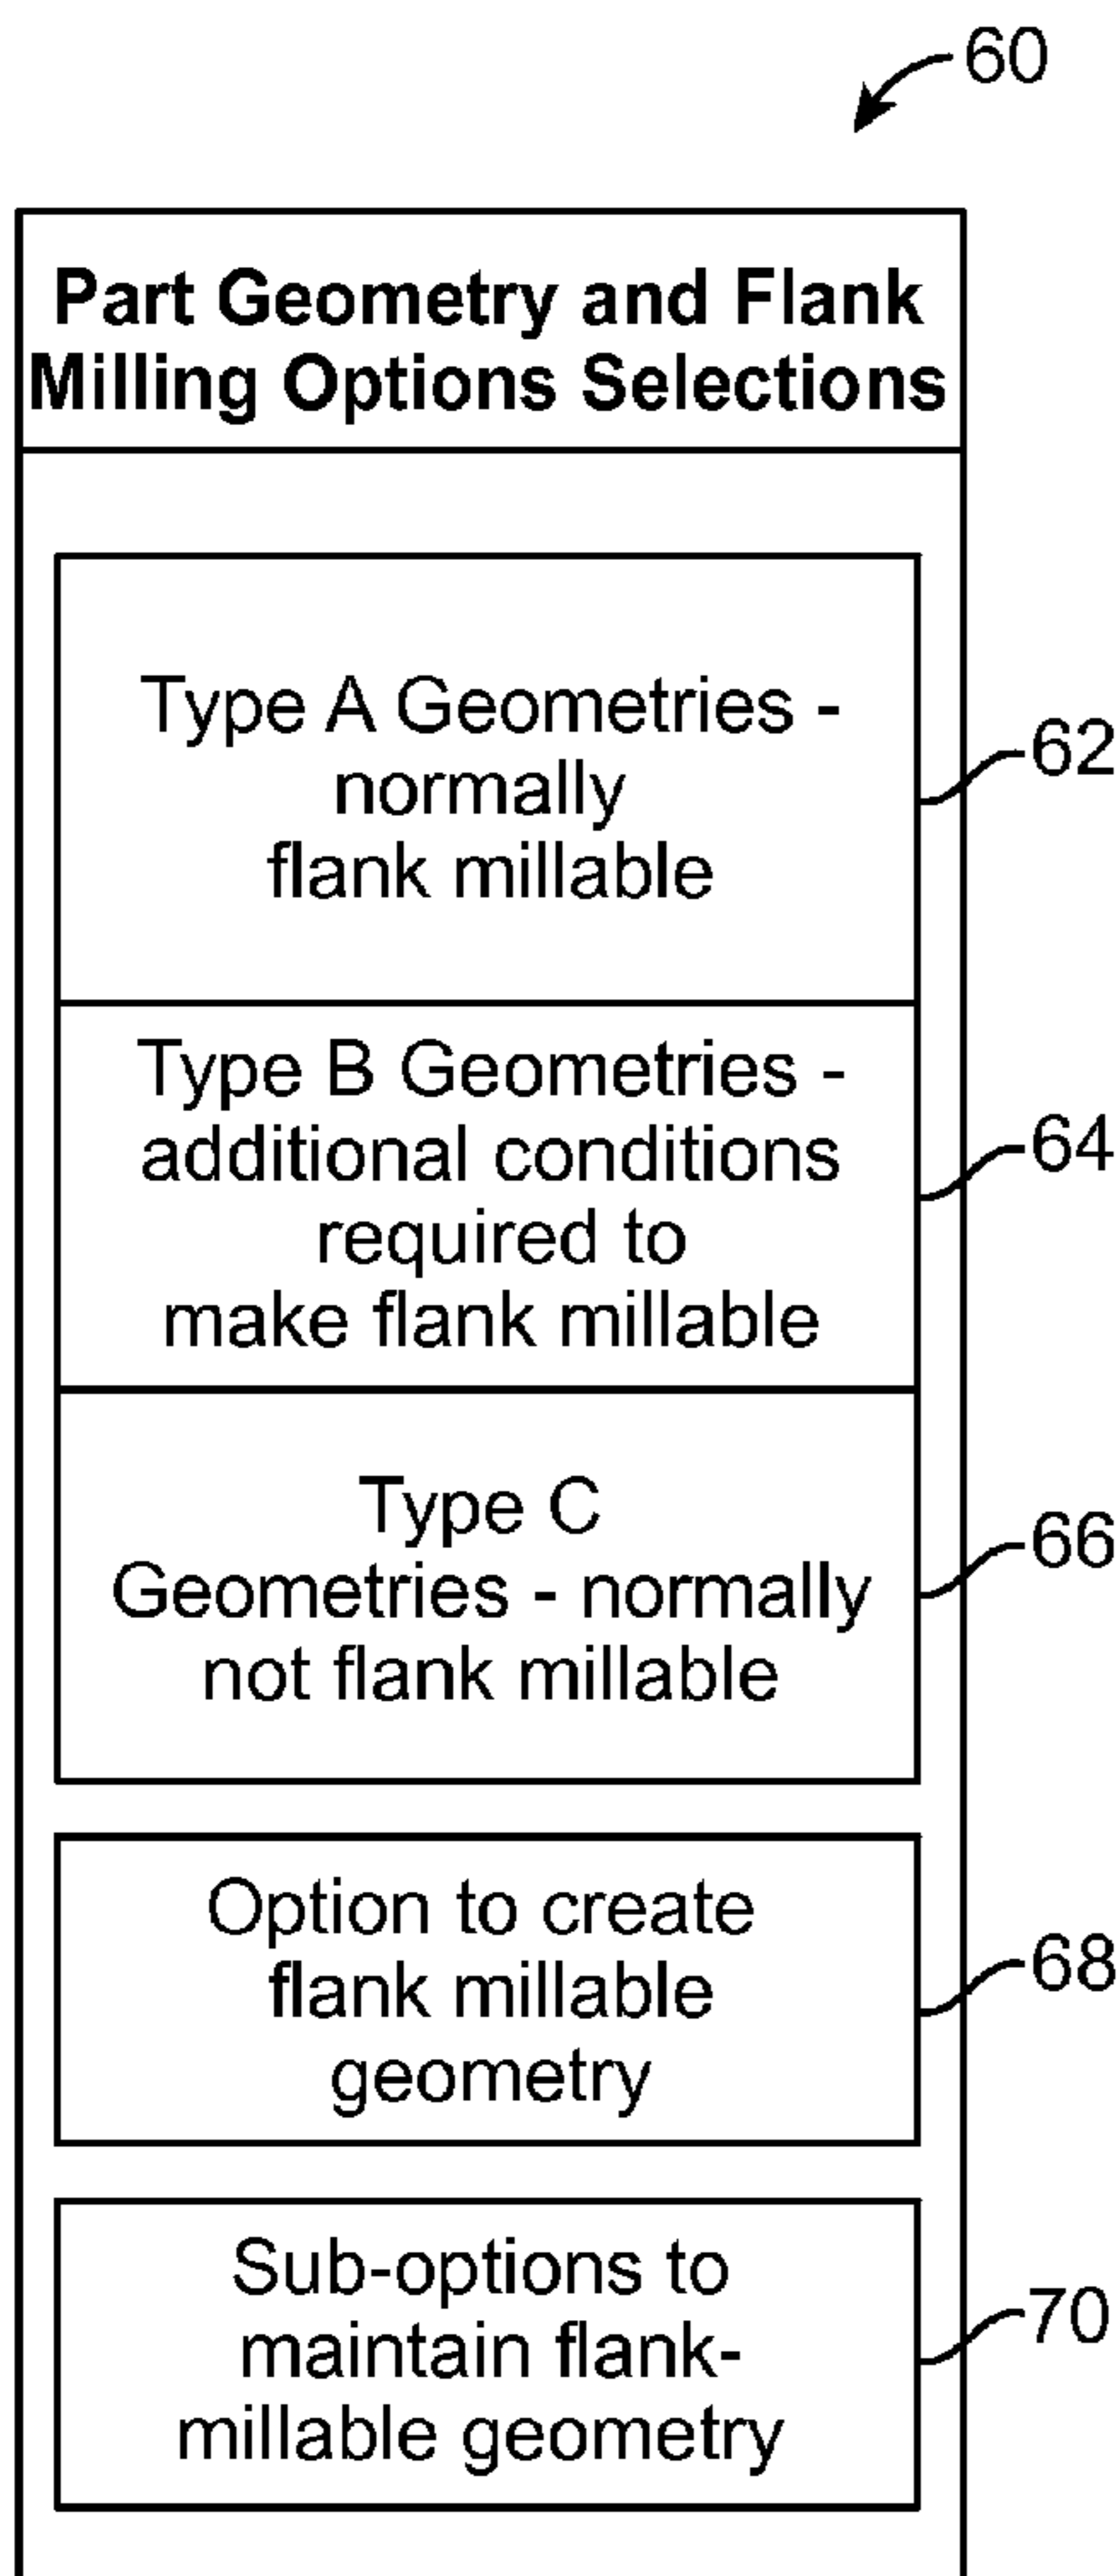 60
Part Geometry and Flank
Milling Options Selections
Type A Geometries -
normally
flank millable
62
Type B Geometries -
additional conditions
required to
make flank millable
64
Type C
Geometries - normally
not flank millable
66
Option to create
flank millable
geometry
68
Sub-options to
maintain flank-
millable geometry
70